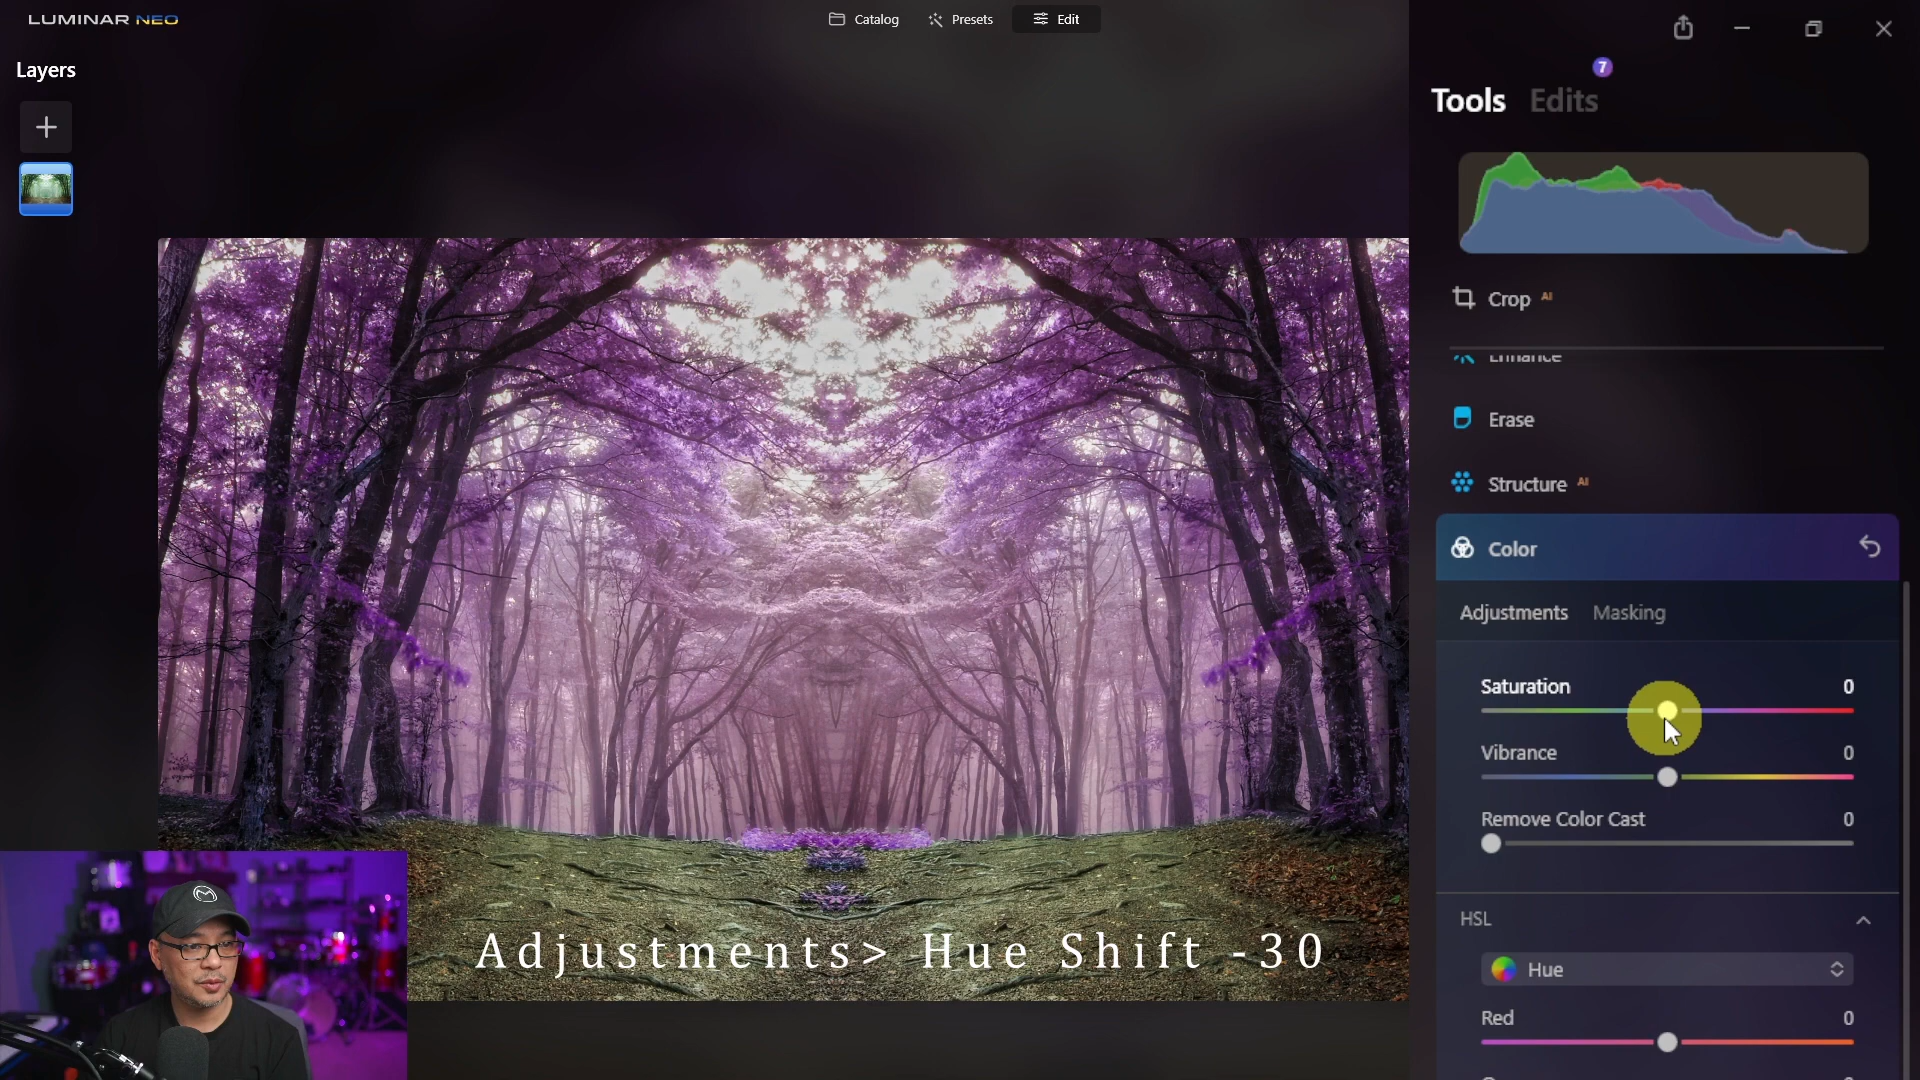 LUMINAR NEO
Catalog
Presets
Edit
Layers
7
Tools
Edits
Crop AI
Enhance
Erase
Structure AI
Color
Adjustments
Masking
Saturation 0
Vibrance 0
Remove Color Cast 0
HSL
Hue
Red 0
Adjustments> Hue Shift -30